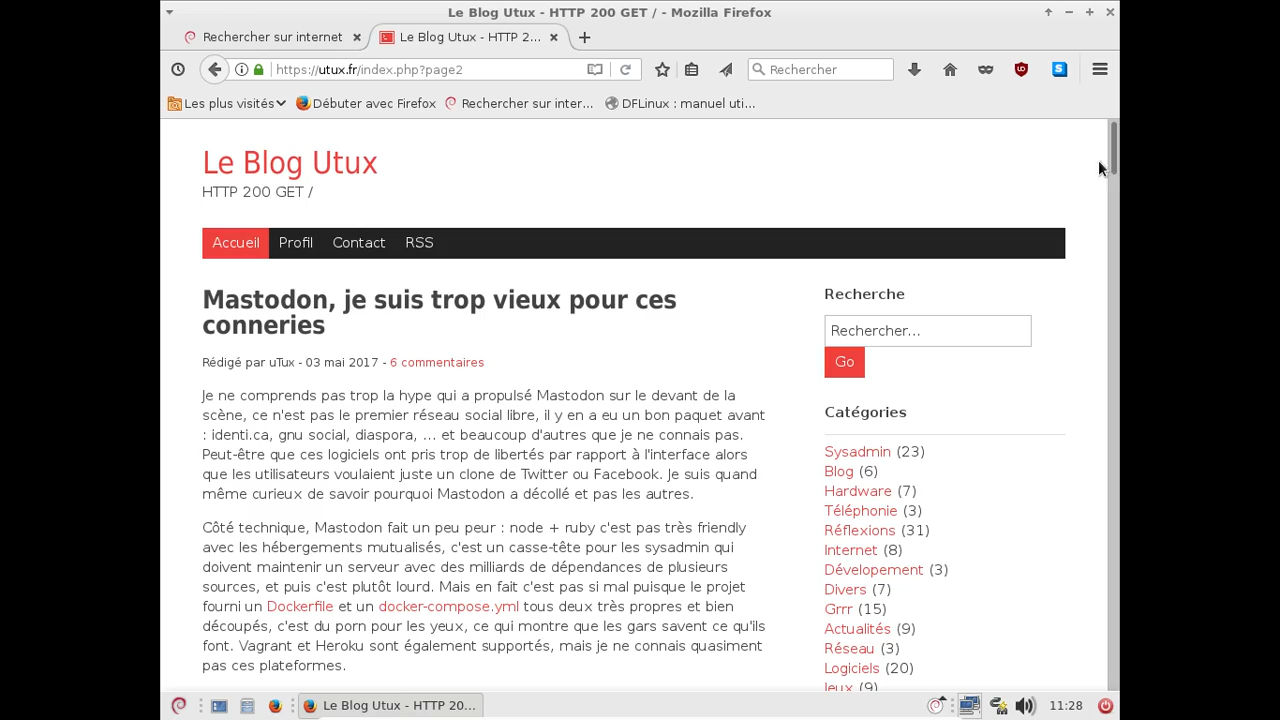 Le Blog Utux - HTTP 200 GET / - Mozilla Firefox
Rechercher sur internet
Le Blog Utux - HTTP 2...
https://utux.fr/index.php?page2
Rechercher
Les plus visités
Débuter avec Firefox
Rechercher sur inter...
DFLinux : manuel uti...
Le Blog Utux
HTTP 200 GET /
Accueil Profil Contact RSS
Mastodon, je suis trop vieux pour ces
conneries
Rédigé par uTux - 03 mai 2017 - 6 commentaires
Je ne comprends pas trop la hype qui a propulsé Mastodon sur le devant de la
scène, ce n'est pas le premier réseau social libre, il y en a eu un bon paquet avant
: identi.ca, gnu social, diaspora, ... et beaucoup d'autres que je ne connais pas.
Peut-être que ces logiciels ont pris trop de libertés par rapport à l'interface alors
que les utilisateurs voulaient juste un clone de Twitter ou Facebook. Je suis quand
même curieux de savoir pourquoi Mastodon a décollé et pas les autres.
Côté technique, Mastodon fait un peu peur : node + ruby c'est pas très friendly
avec les hébergements mutualisés, c'est un casse-tête pour les sysadmin qui
doivent maintenir un serveur avec des milliards de dépendances de plusieurs
sources, et puis c'est plutôt lourd. Mais en fait c'est pas si mal puisque le projet
fourni un Dockerfile et un docker-compose.yml tous deux très propres et bien
découpés, c'est du porn pour les yeux, ce qui montre que les gars savent ce qu'ils
font. Vagrant et Heroku sont également supportés, mais je ne connais quasiment
pas ces plateformes.
Recherche
Rechercher...
Go
Catégories
Sysadmin (23)
Blog (6)
Hardware (7)
Téléphonie (3)
Réflexions (31)
Internet (8)
Dévelopement (3)
Divers (7)
Grrr (15)
Actualités (9)
Réseau (3)
Logiciels (20)
Jeux (9)
Le Blog Utux - HTTP 20...
11:28